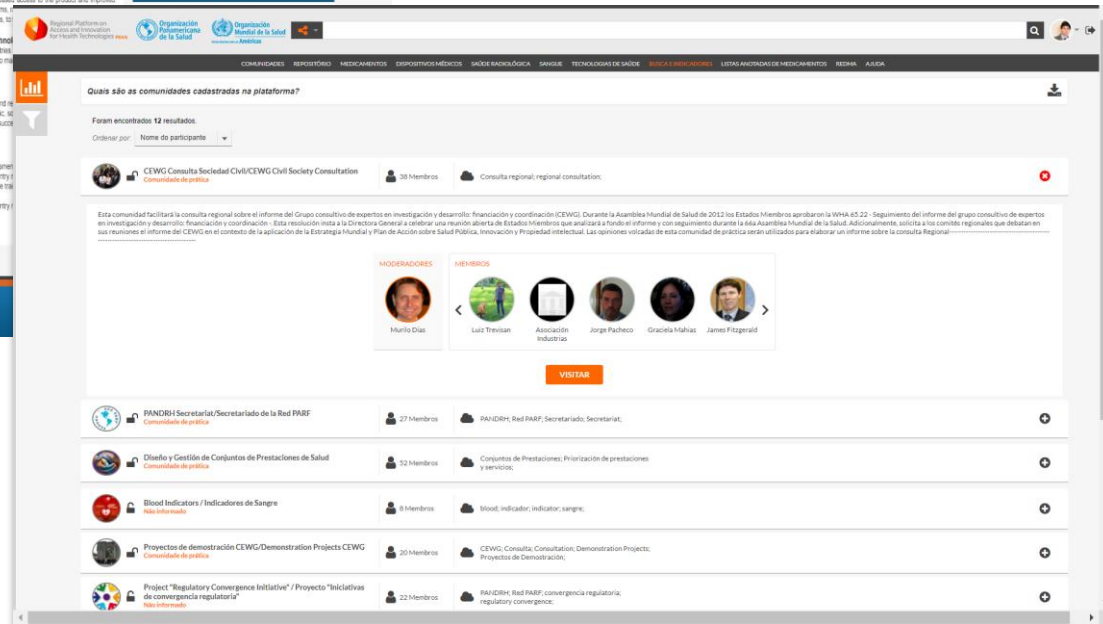 Regional Platform on
Access and Innovation
for Health Technologies PRAIS
Organización
Panamericana
de la Salud
Organización
Mundial de la Salud
Américas
COMUNIDADES REPOSITÓRIO MEDICAMENTOS DISPOSITIVOS MÉDICOS SAÚDE RADIOLÓGICA SANGUE TECNOLOGIAS DE SAÚDE BUSCA E INDICADORES LISTAS ANOTADAS DE MEDICAMENTOS REDMA AJUDA
Quais são as comunidades cadastradas na plataforma?
Foram encontrados 12 resultados.
Ordenar por: Nome do participante
CEWG Consulta Sociedad Civil/CEWG Civil Society Consultation
Comunidade de prática
38 Membros
Consulta regional; regional consultation;
Esta comunidad facilitará la consulta regional sobre el informe del Grupo consultivo de expertos en investigación y desarrollo: financiación y coordinación (CEWG). Durante la Asamblea Mundial de Salud de 2012 los Estados Miembros aprobaron la WHA 65.22 - Seguimiento del informe del grupo consultivo de expertos
en investigación y desarrollo: financiación y coordinación - Esta resolución insta a la Directora General a celebrar una reunión abierta de Estados Miembros que analizará a fondo el informe y con seguimiento durante la 66a Asamblea Mundial de la Salud. Adicionalmente, solicita a los comités regionales que debatan en
sus reuniones el informe del CEWG en el contexto de la aplicación de la Estrategia Mundial y Plan de Acción sobre Salud Pública, Innovación y Propiedad intelectual. Las opiniones volcadas de esta comunidad de práctica serán utilizados para elaborar un informe sobre la consulta Regional
MODERADORES
Murilo Dias
MEMBROS
Luiz Trevisan
Asociación
Industrias
Jorge Pacheco
Graciela Mahias
James Fitzgerald
VISITAR
PANDRH Secretariat/Secretariado de la Red PARF
Comunidade de prática
27 Membros
PANDRH; Red PARF; Secretariado; Secretariat;
Diseño y Gestión de Conjuntos de Prestaciones de Salud
Comunidade de prática
52 Membros
Conjuntos de Prestaciones; Priorización de prestaciones
y servicios;
Blood Indicators / Indicadores de Sangre
Não informado
8 Membros
blood; indicador; indicator; sangre;
Proyectos de demostración CEWG/Demonstration Projects CEWG
Comunidade de prática
20 Membros
CEWG; Consulta; Consultation; Demonstration Projects;
Proyectos de Demostración;
Project "Regulatory Convergence Initiative" / Proyecto "Iniciativas
de convergencia regulatoria"
Não informado
22 Membros
PANDRH; Red PARF; convergencia regulatoria;
regulatory convergence;